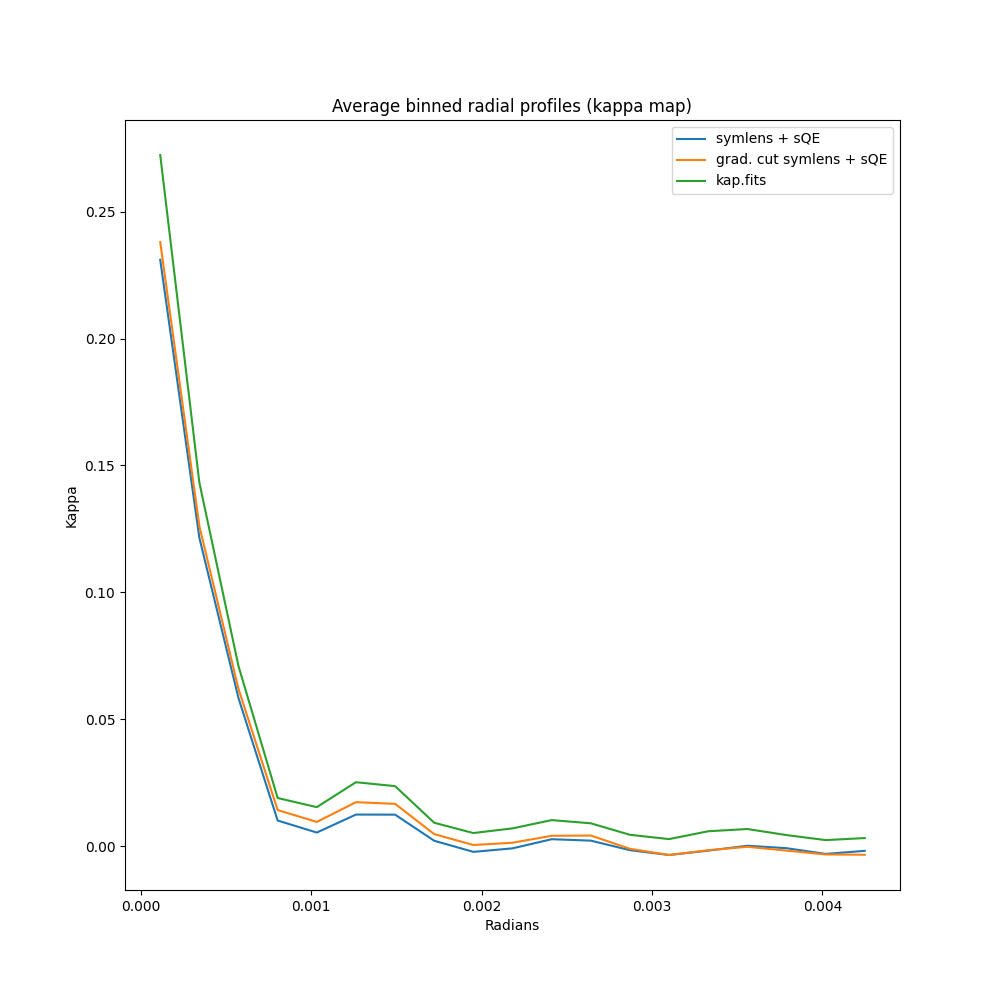 Average binned radial profiles (kappa map)
symlens + sQE
grad. cut symlens + sQE
kap.fits
0.25
0.20
0.15
0.10
0.05
0.00
Kappa
0.000 0.001 0.002 0.003 0.004
Radians